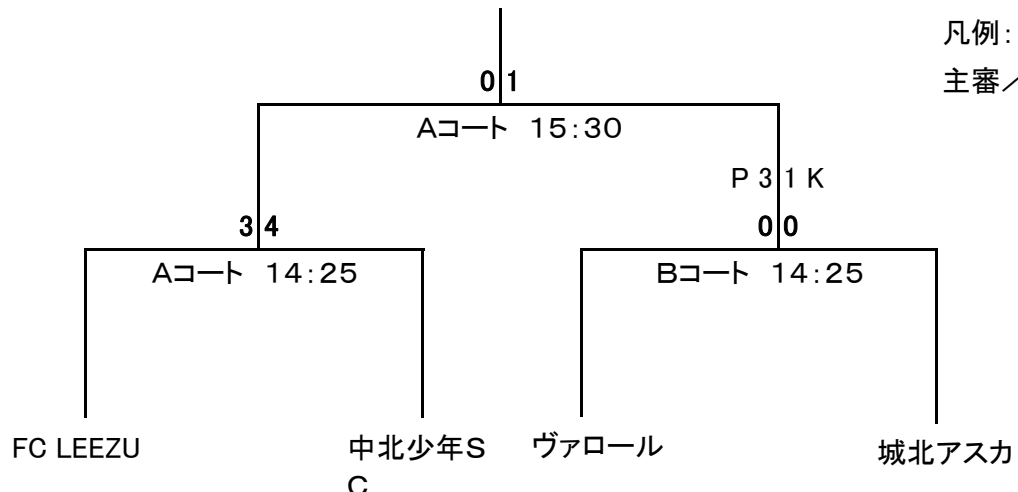 凡例:
主審／
0 1
Aコート 15:30
P 3 1 K
3 4
0 0
Aコート 14:25
Bコート 14:25
FC LEEZU
中北少年S
C
ヴァロール
城北アスカ